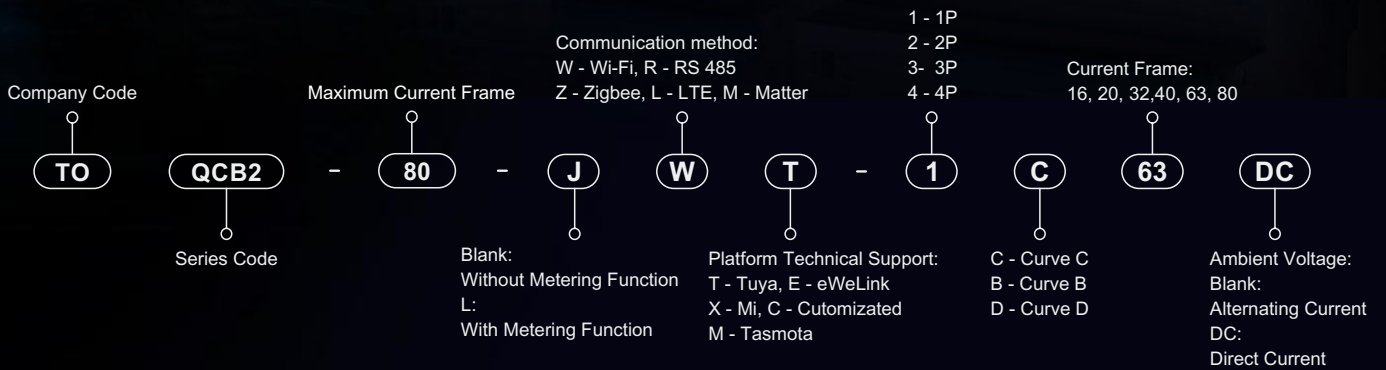 Company Code
Maximum Current Frame
Communication method:
W - Wi-Fi, R - RS 485
Z - Zigbee, L - LTE, M - Matter
1 - 1P
2 - 2P
3- 3P
4 - 4P
Current Frame:
16, 20, 32,40, 63, 80
TO QCB2 - 80 - J W T - 1 C 63 DC
Series Code
Blank:
Without Metering Function
L:
With Metering Function
Platform Technical Support:
T - Tuya, E - eWeLink
X - Mi, C - Cutomizated
M - Tasmota
C - Curve C
B - Curve B
D - Curve D
Ambient Voltage:
Blank:
Alternating Current
DC:
Direct Current